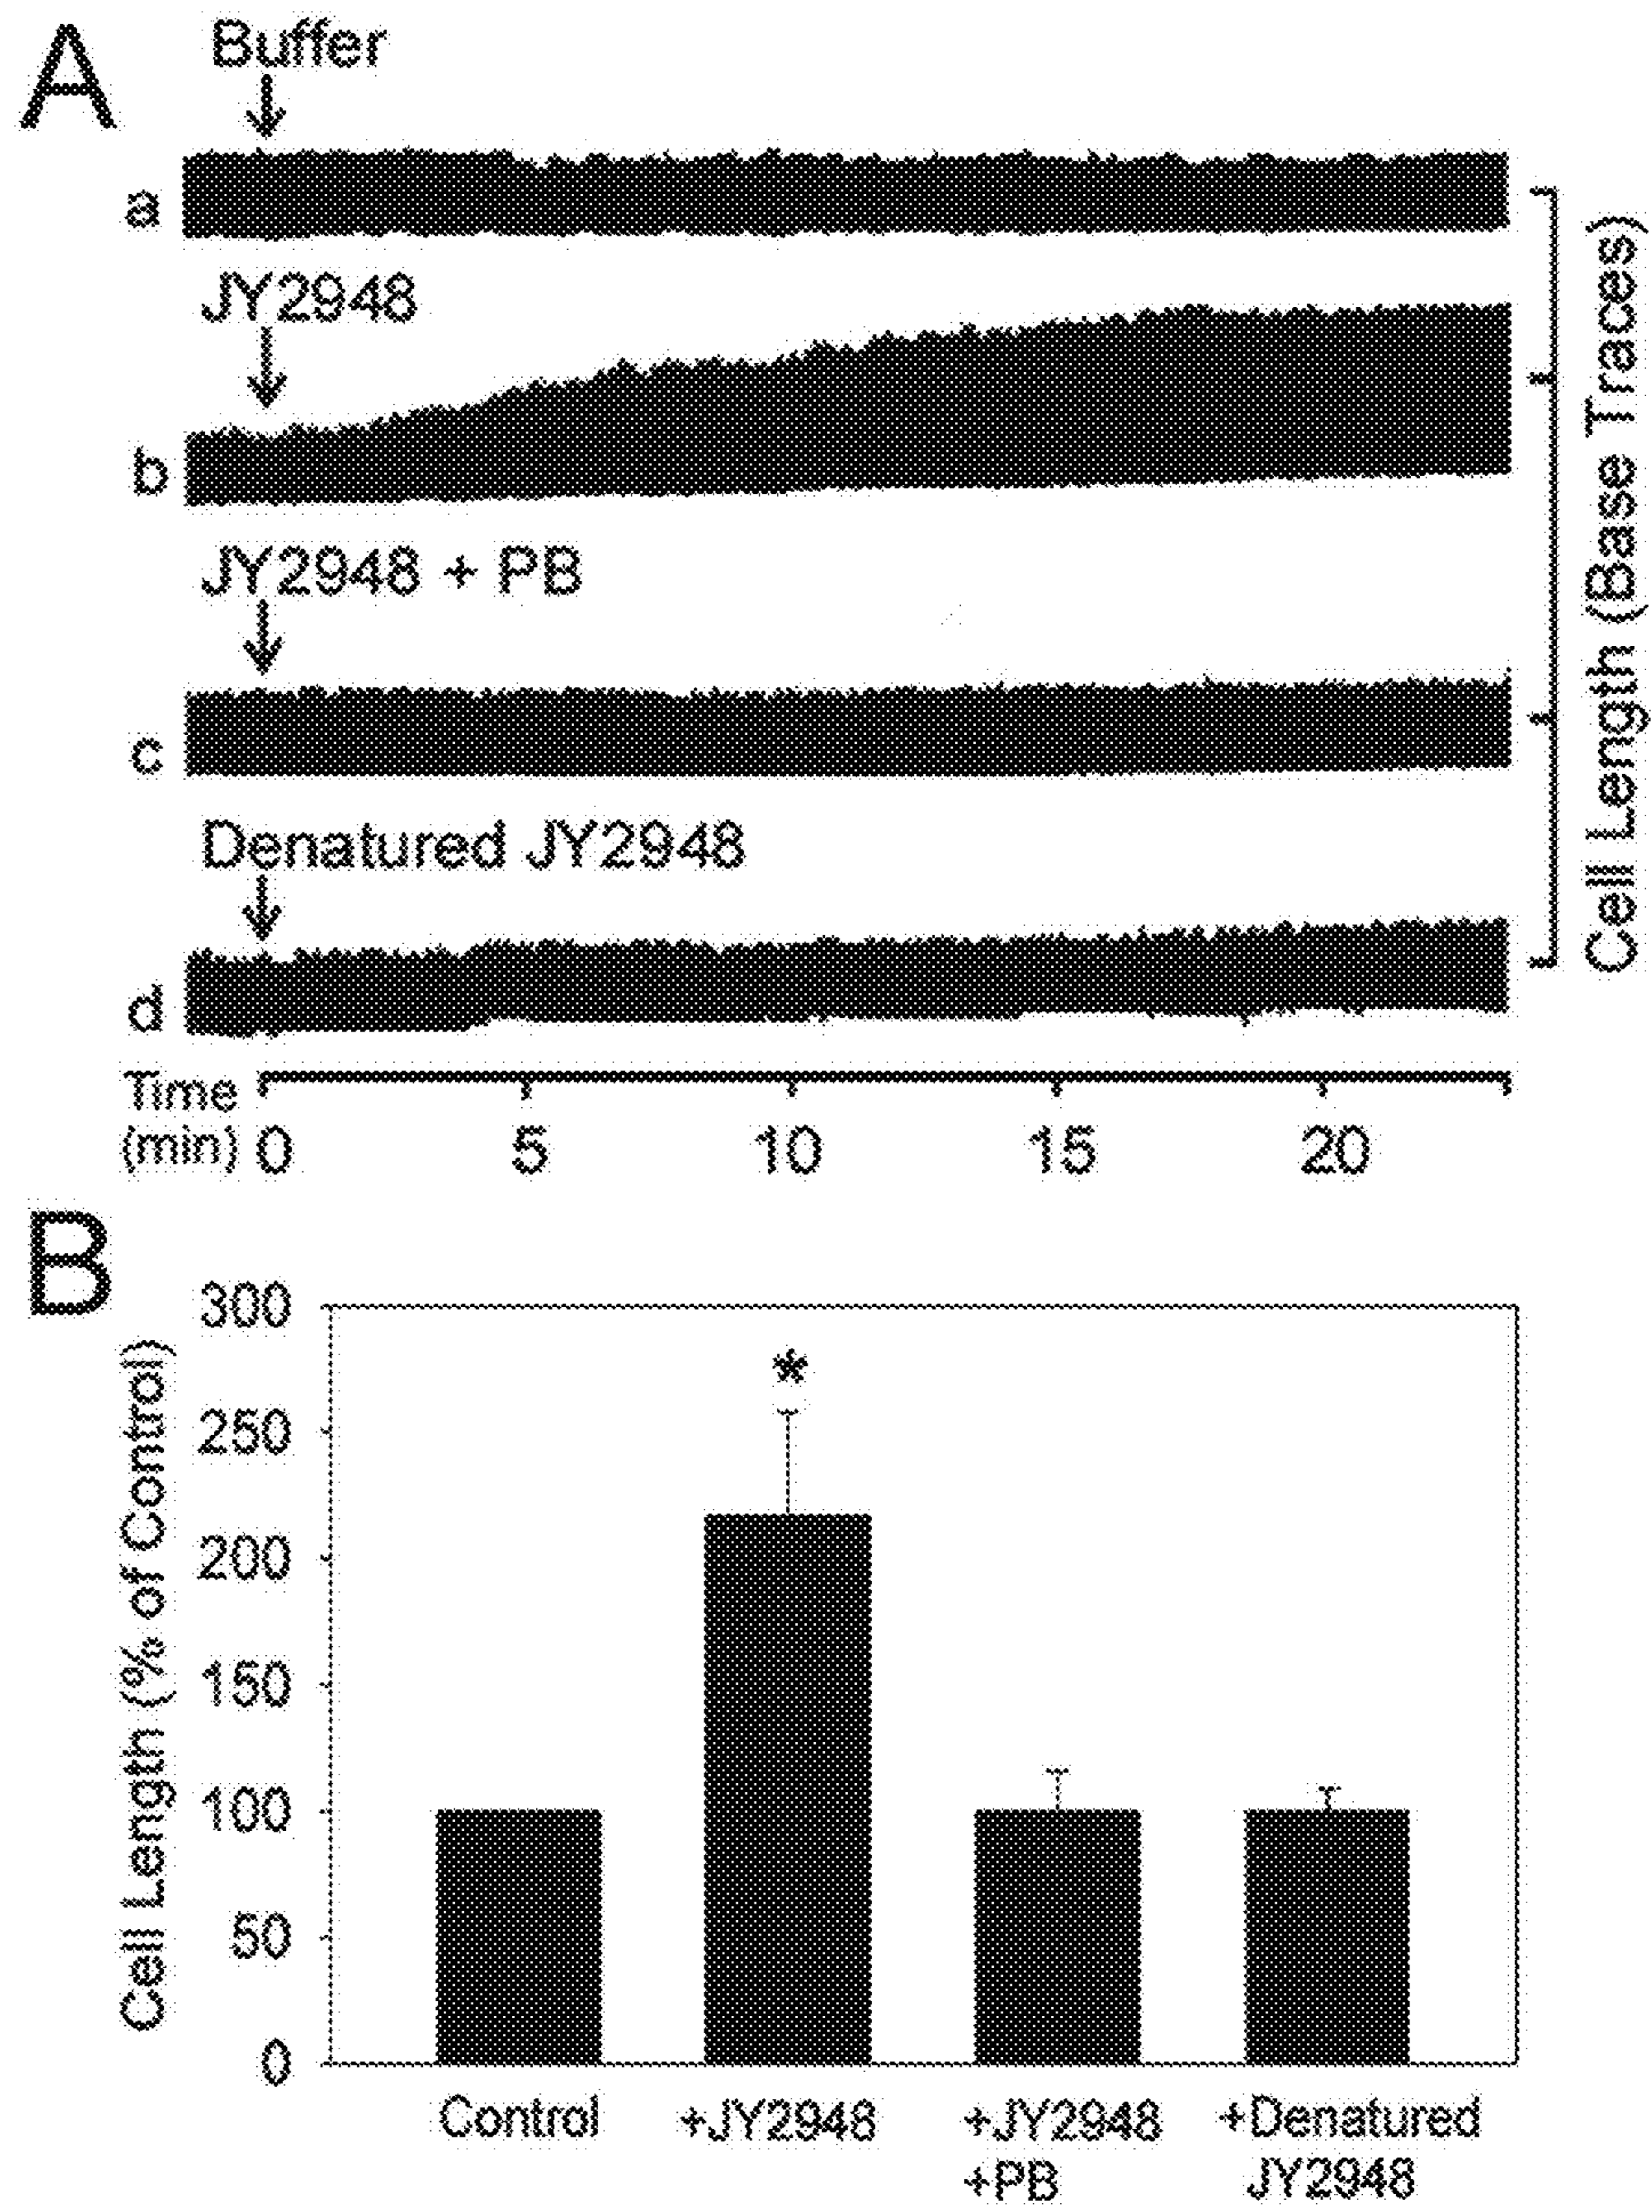 A
Buffer
a
JY2948
b
JY2948 + PB
c
Denatured JY2948
d
Cell Length (Base Traces)
Time
(min)
0 5 10 15 20
B
Cell Length (% of Control)
300
250
200
150
100
50
0
*
Control
+JY2948
+JY2948
+PB
+Denatured
JY2948